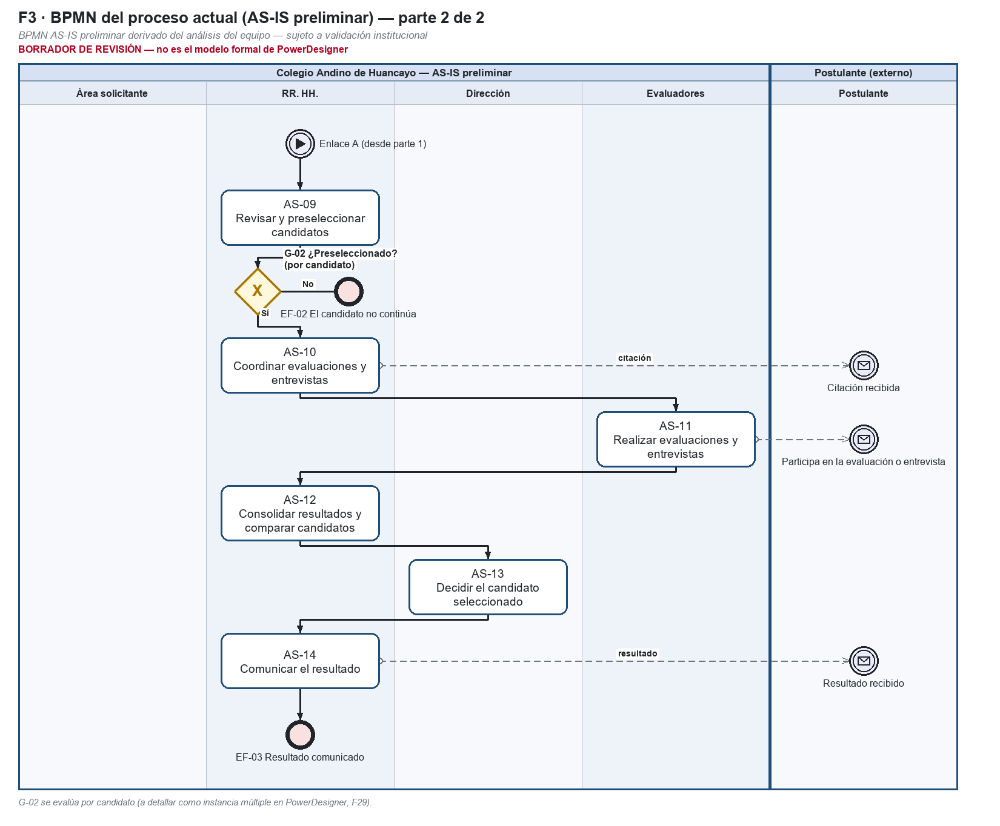 F3 · BPMN del proceso actual (AS-IS preliminar) — parte 2 de 2
BPMN AS-IS preliminar derivado del análisis del equipo — sujeto a validación institucional
BORRADOR DE REVISIÓN — no es el modelo formal de PowerDesigner
Colegio Andino de Huancayo — AS-IS preliminar
Postulante (externo)
Área solicitante
RR. HH.
Dirección
Evaluadores
Postulante
Enlace A (desde parte 1)
AS-09
Revisar y preseleccionar
candidatos
G-02 ¿Preseleccionado?
(por candidato)
X
No
Sí
EF-02 El candidato no continúa
AS-10
Coordinar evaluaciones y
entrevistas
citación
Citación recibida
AS-11
Realizar evaluaciones y
entrevistas
Participa en la evaluación o entrevista
AS-12
Consolidar resultados y
comparar candidatos
AS-13
Decidir el candidato
seleccionado
AS-14
Comunicar el resultado
resultado
Resultado recibido
EF-03 Resultado comunicado
G-02 se evalúa por candidato (a detallar como instancia múltiple en PowerDesigner, F29).